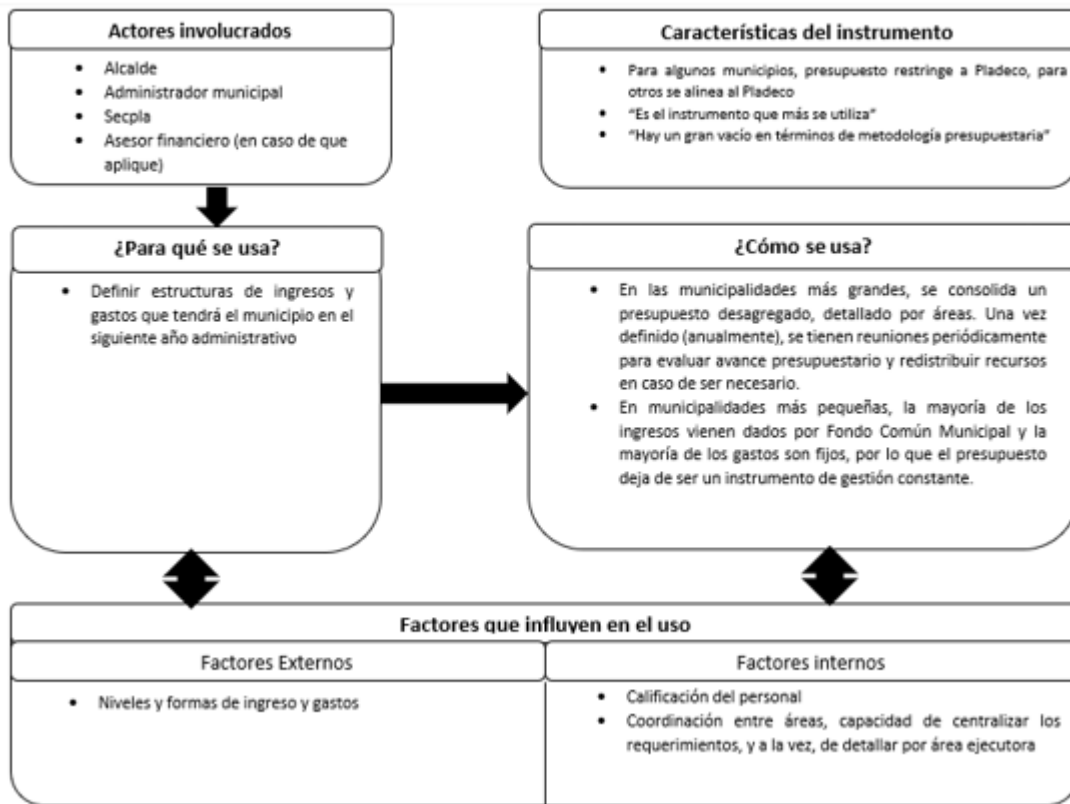 Actores involucrados
• Alcalde
• Administrador municipal
• Secpla
• Asesor financiero (en caso de que
aplique)
Características del instrumento
• Para algunos municipios, presupuesto restringe a Pladeco, para
otros se alinea al Pladeco
• “Es el instrumento que más se utiliza”
• “Hay un gran vacío en términos de metodología presupuestaria”
¿Para qué se usa?
• Definir estructuras de ingresos y
gastos que tendrá el municipio en el
siguiente año administrativo
¿Cómo se usa?
• En las municipalidades más grandes, se consolida un
presupuesto desagregado, detallado por áreas. Una vez
definido (anualmente), se tienen reuniones periódicamente
para evaluar avance presupuestario y redistribuir recursos
en caso de ser necesario.
• En municipalidades más pequeñas, la mayoría de los
ingresos vienen dados por Fondo Común Municipal y la
mayoría de los gastos son fijos, por lo que el presupuesto
deja de ser un instrumento de gestión constante.
Factores que influyen en el uso
Factores Externos
• Niveles y formas de ingreso y gastos
Factores internos
• Calificación del personal
• Coordinación entre áreas, capacidad de centralizar los
requerimientos, y a la vez, de detallar por área ejecutora